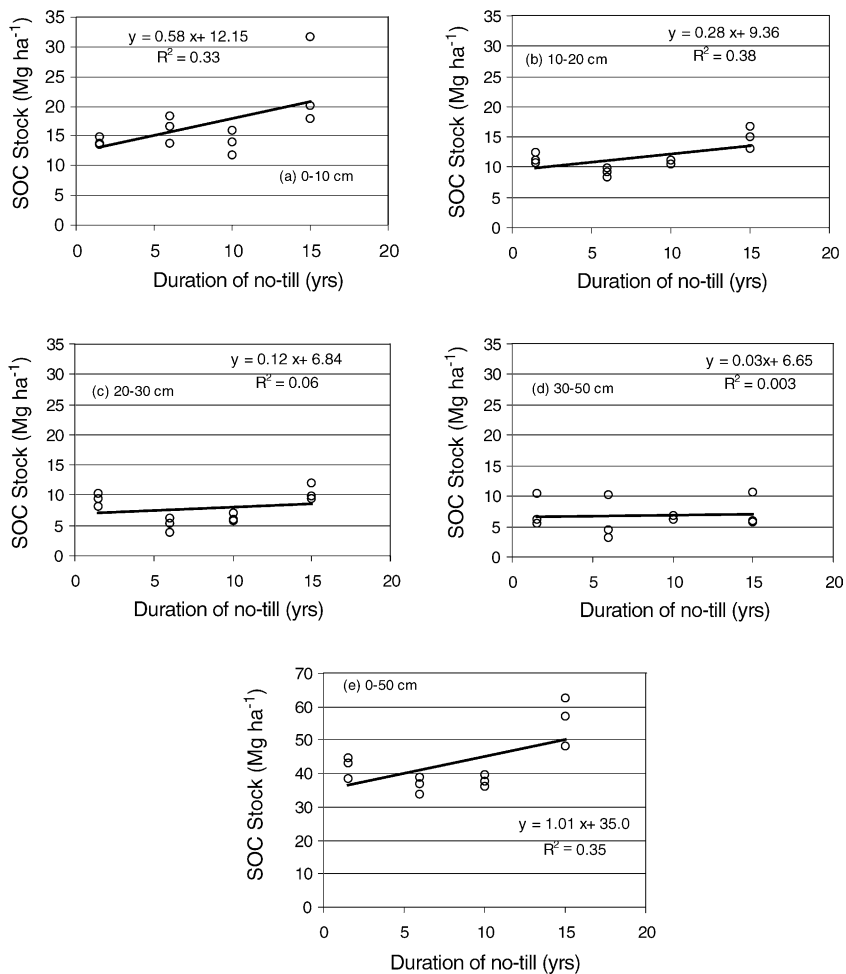 35
30
25
20
15
10
5
0
SOC Stock (Mg ha⁻¹)
y = 0.58 x+ 12.15
R² = 0.33
(a) 0-10 cm
0 5 10 15 20
Duration of no-till (yrs)
35
30
25
20
15
10
5
0
SOC Stock (Mg ha⁻¹)
y = 0.28 x+ 9.36
R² = 0.38
(b) 10-20 cm
0 5 10 15 20
Duration of no-till (yrs)
35
30
25
20
15
10
5
0
SOC Stock (Mg ha⁻¹)
y = 0.12 x+ 6.84
R² = 0.06
(c) 20-30 cm
0 5 10 15 20
Duration of no-till (yrs)
35
30
25
20
15
10
5
0
SOC Stock (Mg ha⁻¹)
y = 0.03x+ 6.65
R² = 0.003
(d) 30-50 cm
0 5 10 15 20
Duration of no-till (yrs)
70
60
50
40
30
20
10
0
SOC Stock (Mg ha⁻¹)
(e) 0-50 cm
y = 1.01 x+ 35.0
R² = 0.35
0 5 10 15 20
Duration of no-till (yrs)